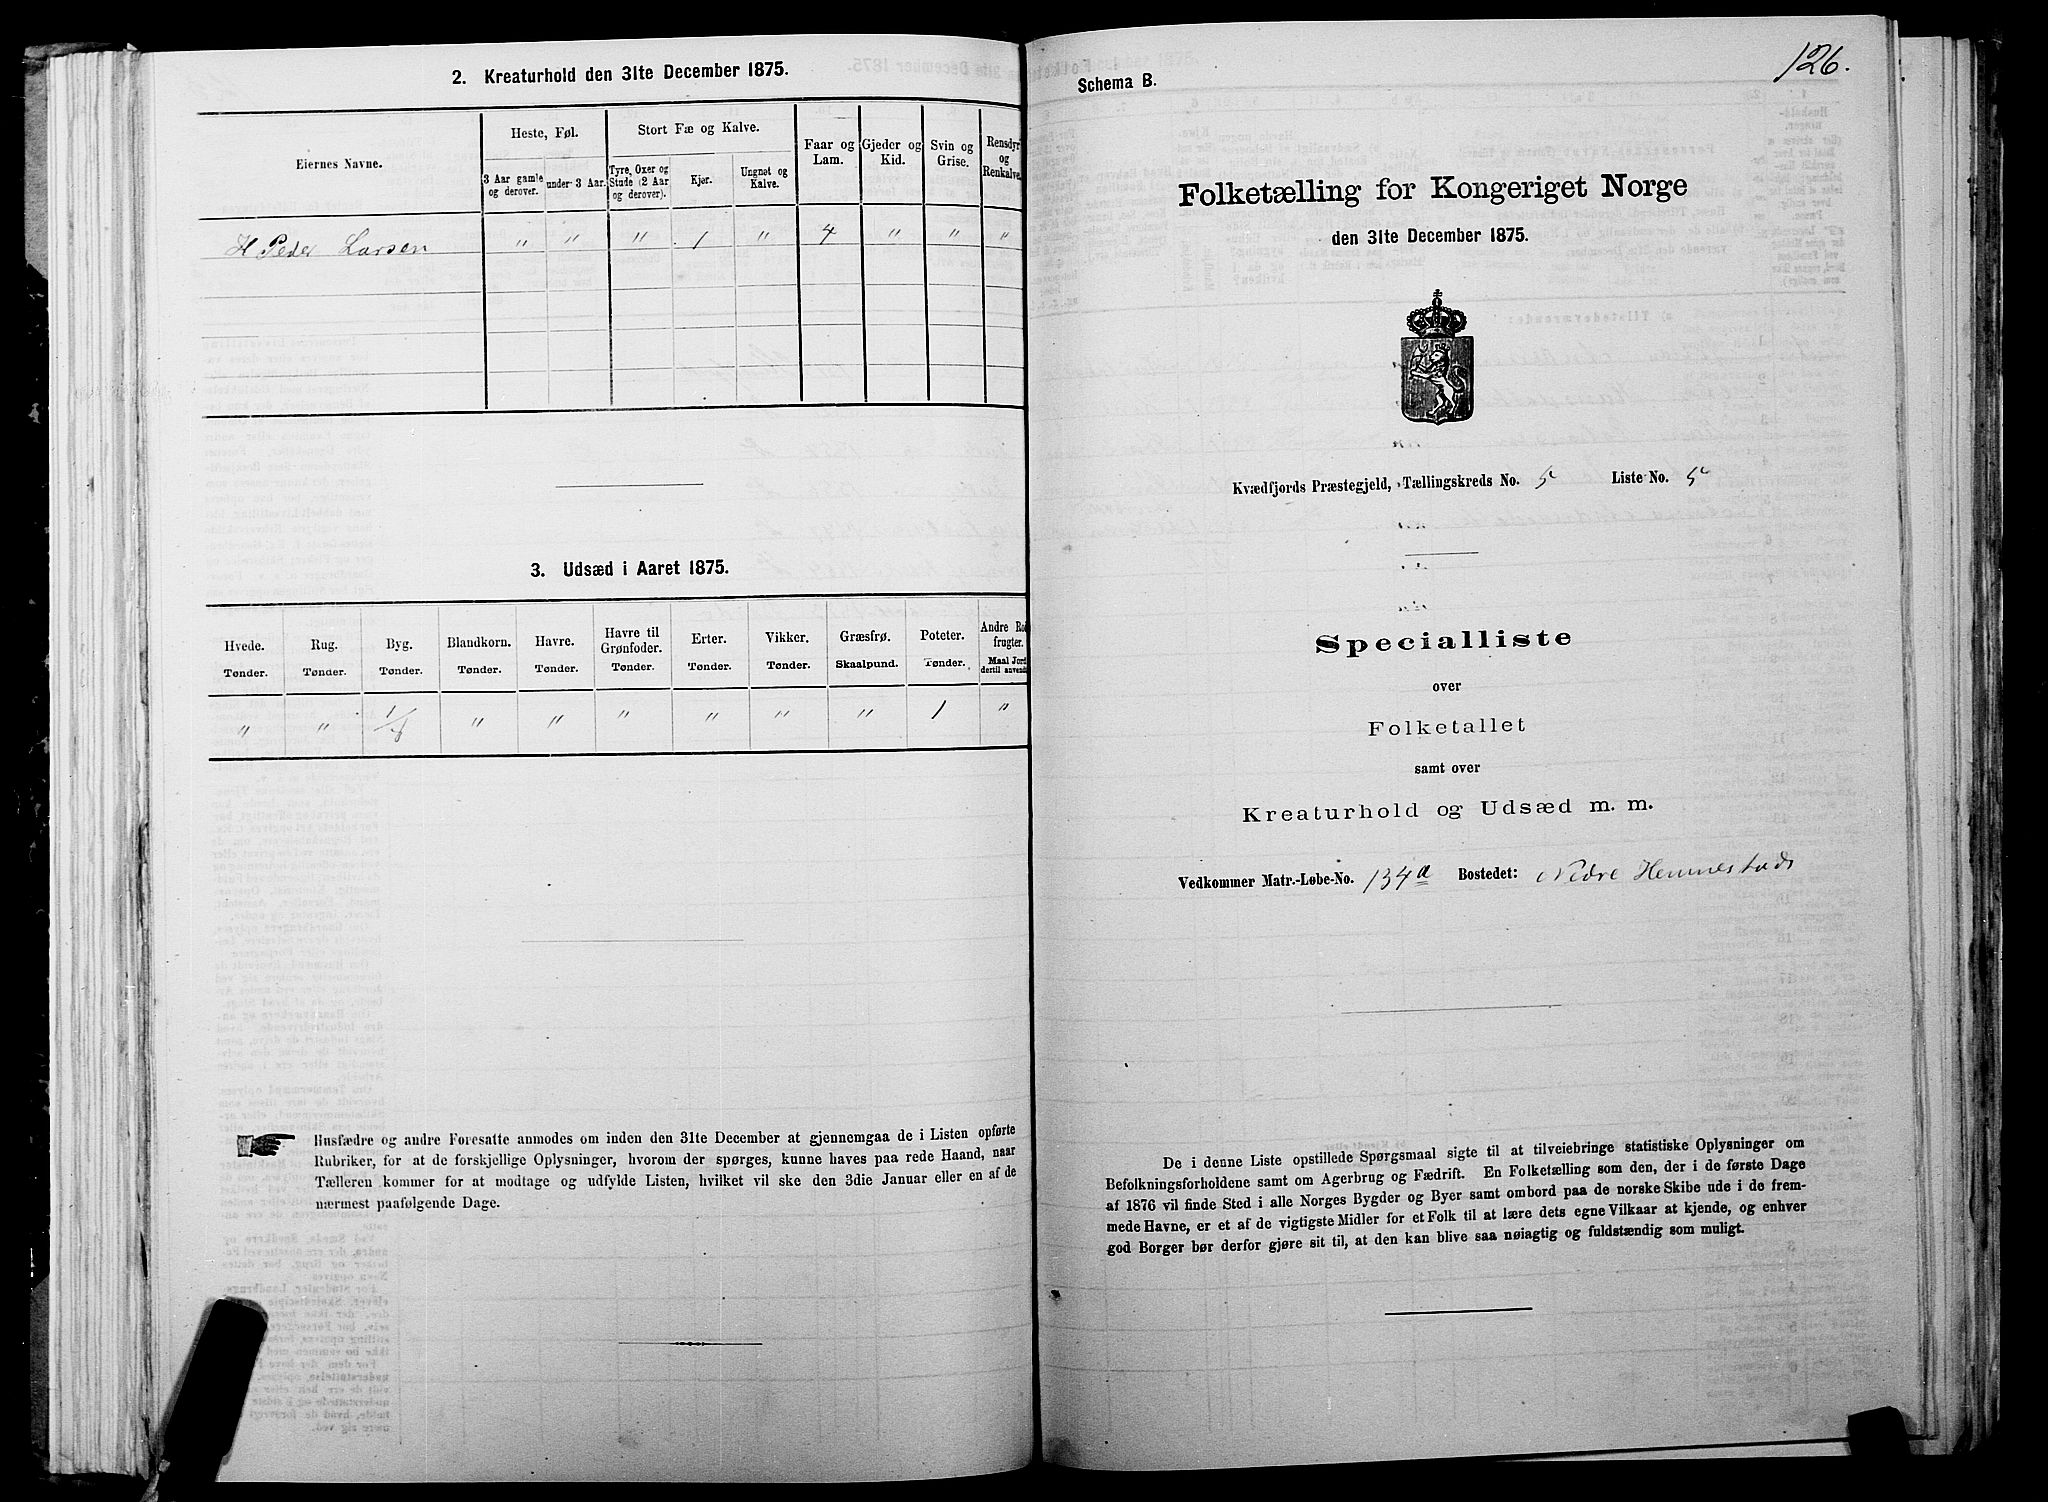 2. Kreaturhold den 31te December 1875.
Eiernes Navne.
Heste, Føl.
Stort Fæ og Kalve.
Faar og Lam.
Gjeder og Kid.
Svin og Grise.
Rensdyr og Renkalve.
3 Aar gamle og derover.
under 3 Aar.
Tyre, Oxer og Stude (2 Aar og derover).
Kjør.
Ungnøt og Kalve.
H Peder Larsen " " " 1 " 4 " " "
3. Udsæd i Aaret 1875.
Hvede. Rug. Byg. Blandkorn. Havre. Havre til Grønfoder. Erter. Vikker. Græsfrø. Poteter. Andre Ro frugter.
Tønder. Tønder. Tønder. Tønder. Tønder. Tønder. Tønder. Tønder. Skaalpund. Tønder. Maal Jord dertil anvendt
" " 1/8 " " " " " " 1 "
Husfædre og andre Foresatte anmodes om inden den 31te December at gjennemgaa de i Listen opførte
Rubriker, for at de forskjellige Oplysninger, hvorom der spørges, kunne haves paa rede Haand, naar
Tælleren kommer for at modtage og udfylde Listen, hvilket vil ske den 3die Januar eller en af de
nærmest paafølgende Dage.
126.
Schema B.
Folketælling for Kongeriget Norge
den 31te December 1875.
Kvædfjords Præstegjeld, Tællingskreds No. 5 Liste No. 5
Specialliste
over
Folketallet
samt over
Kreaturhold og Udsæd m. m.
Vedkommer Matr.-Løbe-No. 134a Bostedet: Nedre Hemmestads
De i denne Liste opstillede Spørgsmaal sigte til at tilveiebringe statistiske Oplysninger om
Befolkningsforholdene samt om Agerbrug og Fædrift. En Folketælling som den, der i de første Dage
af 1876 vil finde Sted i alle Norges Bygder og Byer samt ombord paa de norske Skibe ude i de frem-
mede Havne, er et af de vigtigste Midler for et Folk til at lære dets egne Vilkaar at kjende, og enhver
god Borger bør derfor gjøre sit til, at den kan blive saa nøiagtig og fuldstændig som muligt.